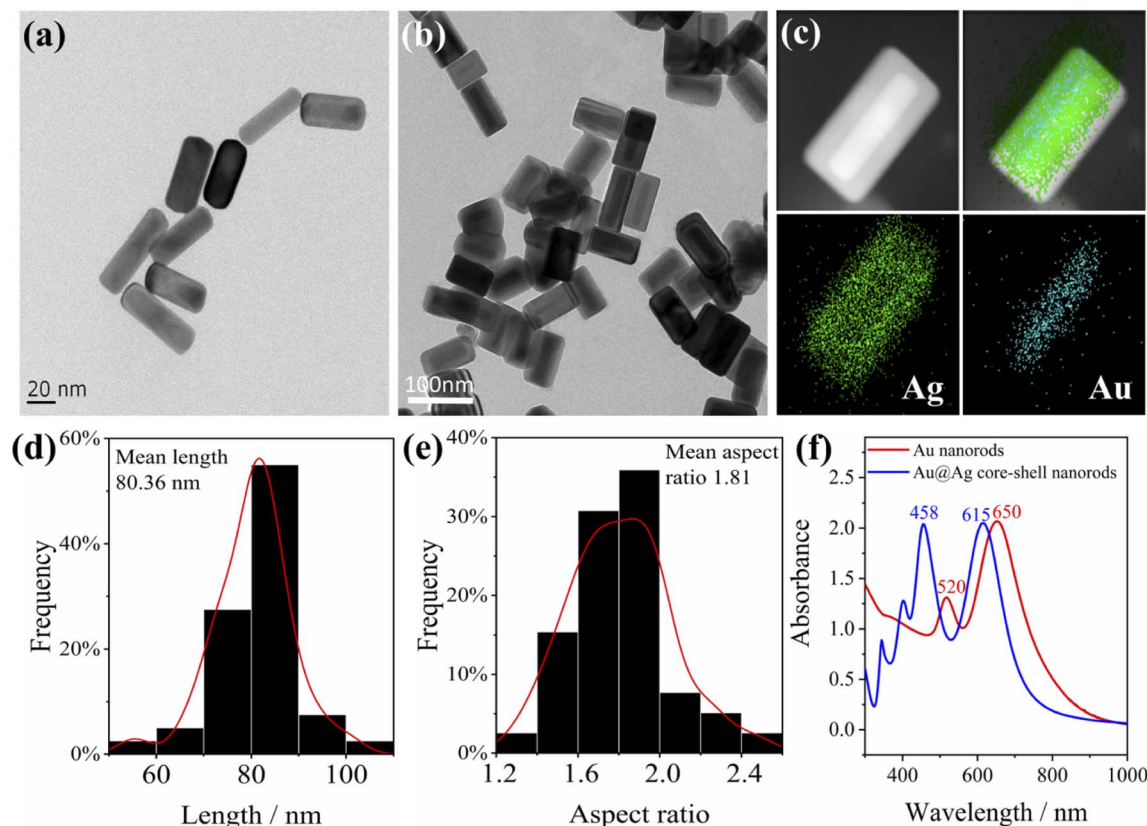 (a)
20 nm
(b)
100nm
(c)
Ag
Au
(d)
60%
40%
20%
0%
Frequency
Mean length
80.36 nm
60
80
100
Length / nm
(e)
40%
30%
20%
10%
0%
Frequency
Mean aspect
ratio 1.81
1.2
1.6
2.0
2.4
Aspect ratio
(f)
Au nanorods
Au@Ag core-shell nanorods
2.5
2.0
1.5
1.0
0.5
0.0
Absorbance
458
520
615
650
400
600
800
1000
Wavelength / nm